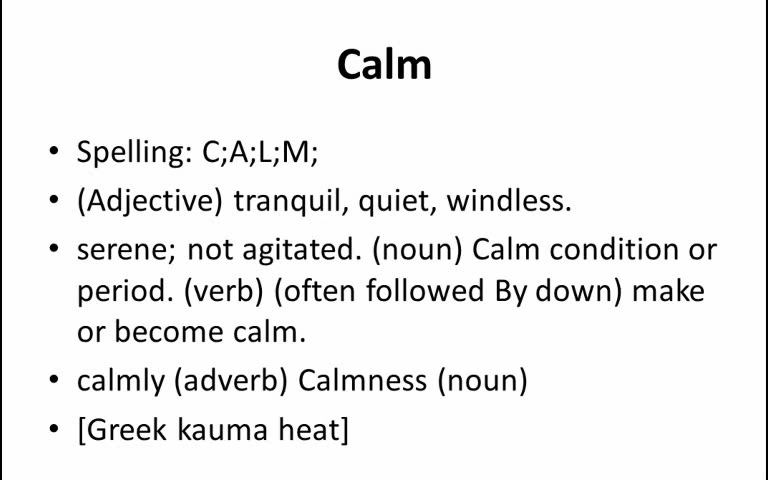 Calm
• Spelling: C;A;L;M;
• (Adjective) tranquil, quiet, windless.
• serene; not agitated. (noun) Calm condition or
period. (verb) (often followed By down) make
or become calm.
• calmly (adverb) Calmness (noun)
• [Greek kauma heat]